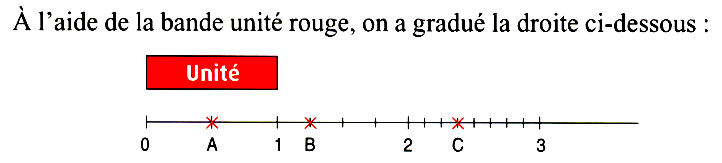 À l'aide de la bande unité rouge, on a gradué la droite ci-dessous :
Unité
0 A 1 B 2 C 3